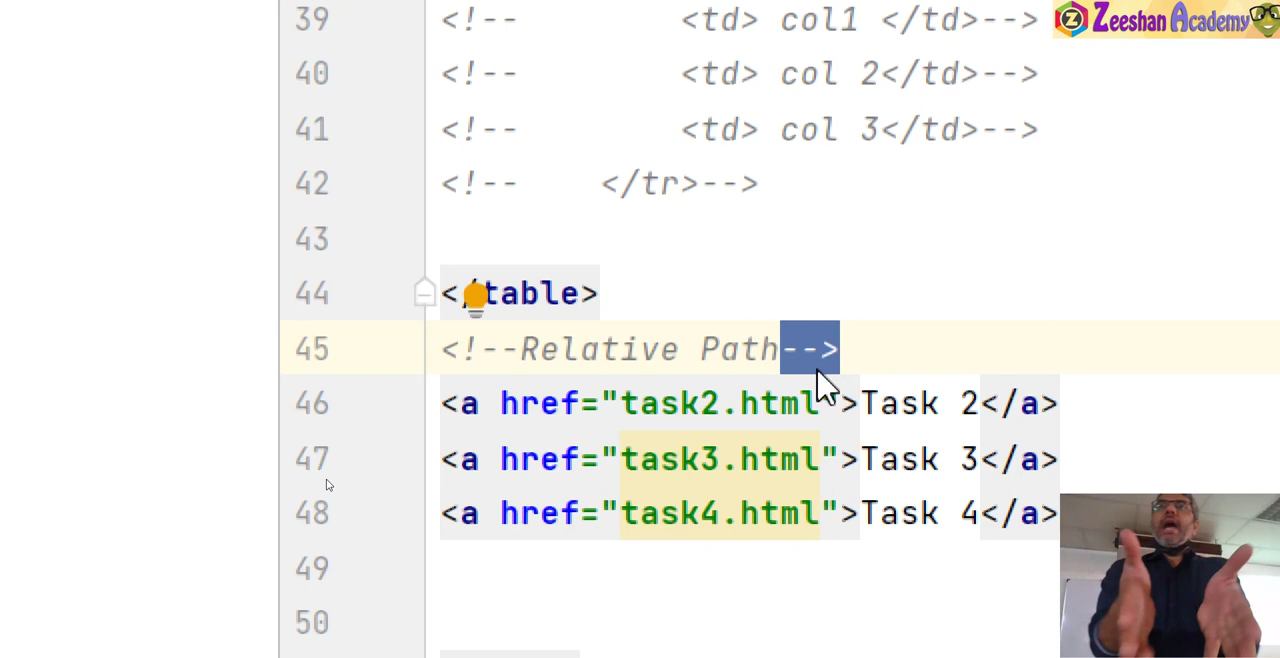 39 <!--        <td> col1 </td>-->
Zeeshan Academy
40 <!--        <td> col 2</td>-->
41 <!--        <td> col 3</td>-->
42 <!--    </tr>-->
43
44 </table>
45 <!--Relative Path-->
46 <a href="task2.html">Task 2</a>
47 <a href="task3.html">Task 3</a>
48 <a href="task4.html">Task 4</a>
49
50